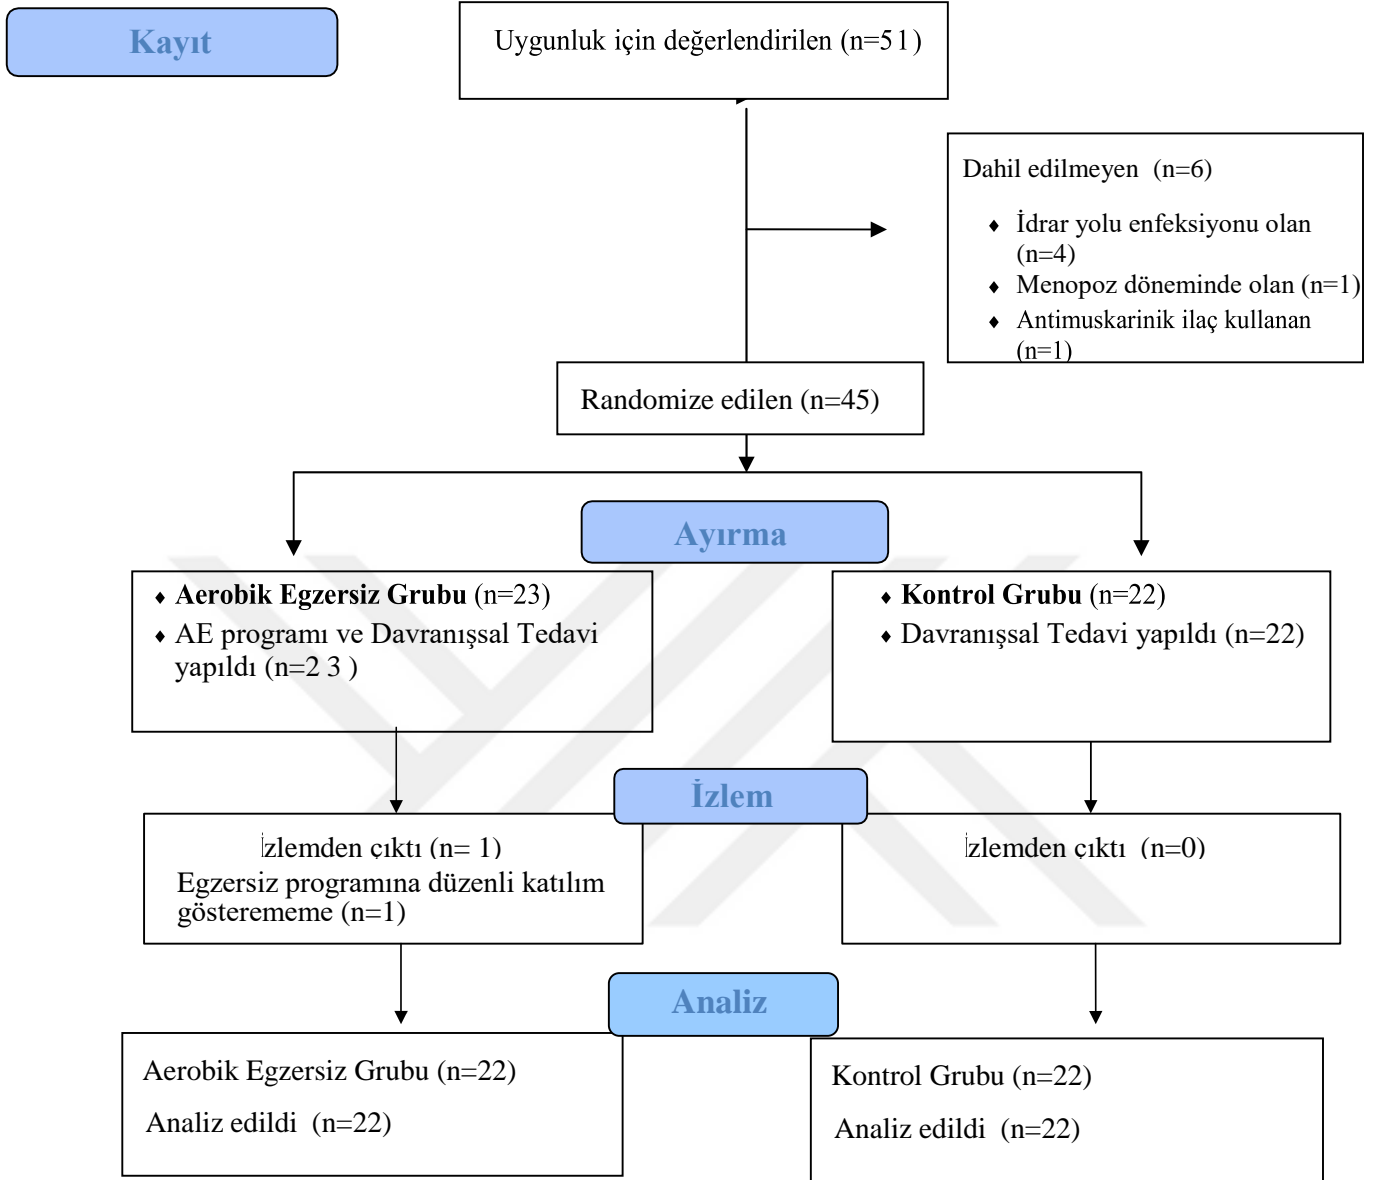 Kayıt
Uygunluk için değerlendirilen (n=51)
Dahil edilmeyen (n=6)
♦ İdrar yolu enfeksiyonu olan
(n=4)
♦ Menopoz döneminde olan (n=1)
♦ Antimuskarinik ilaç kullanan
(n=1)
Randomize edilen (n=45)
Ayırma
♦ Aerobik Egzersiz Grubu (n=23)
♦ AE programı ve Davranışsal Tedavi
yapıldı (n=2 3 )
♦ Kontrol Grubu (n=22)
♦ Davranışsal Tedavi yapıldı (n=22)
İzlem
İzlemden çıktı (n= 1)
Egzersiz programına düzenli katılım
gösterememe (n=1)
İzlemden çıktı (n=0)
Analiz
Aerobik Egzersiz Grubu (n=22)
Analiz edildi (n=22)
Kontrol Grubu (n=22)
Analiz edildi (n=22)